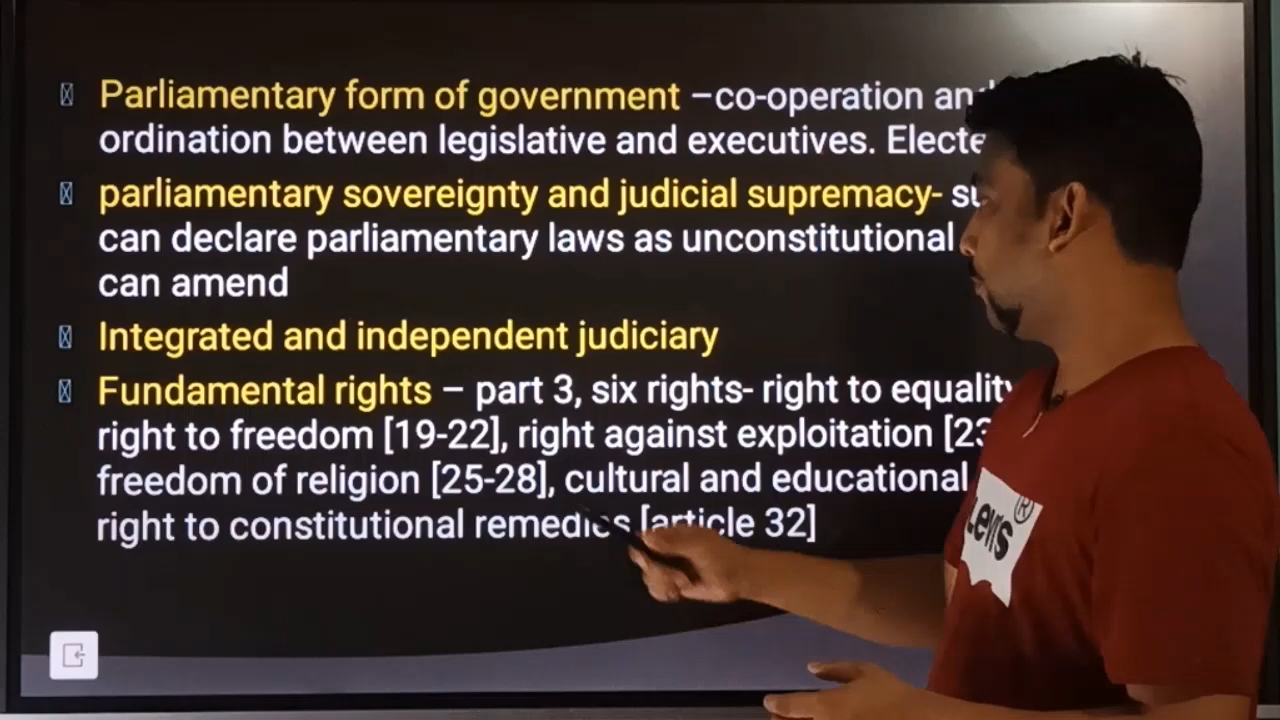 Parliamentary form of government –co-operation and
ordination between legislative and executives. Electe
parliamentary sovereignty and judicial supremacy- su
can declare parliamentary laws as unconstitutional
can amend
Integrated and independent judiciary
Fundamental rights – part 3, six rights- right to equality
right to freedom [19-22], right against exploitation [23
freedom of religion [25-28], cultural and educational
right to constitutional remedies [article 32]
Levi's ®